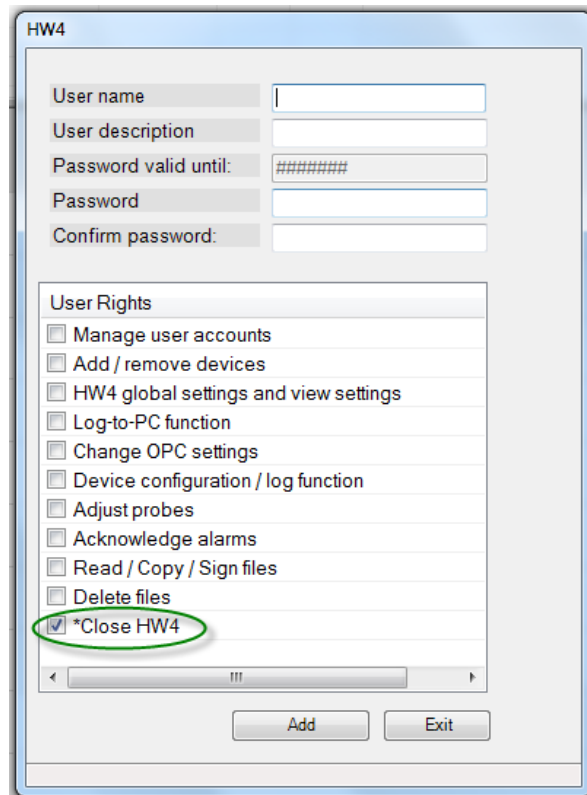 HW4
User name
User description
Password valid until: #######
Password
Confirm password:
User Rights
Manage user accounts
Add / remove devices
HW4 global settings and view settings
Log-to-PC function
Change OPC settings
Device configuration / log function
Adjust probes
Acknowledge alarms
Read / Copy / Sign files
Delete files
*Close HW4
Add Exit